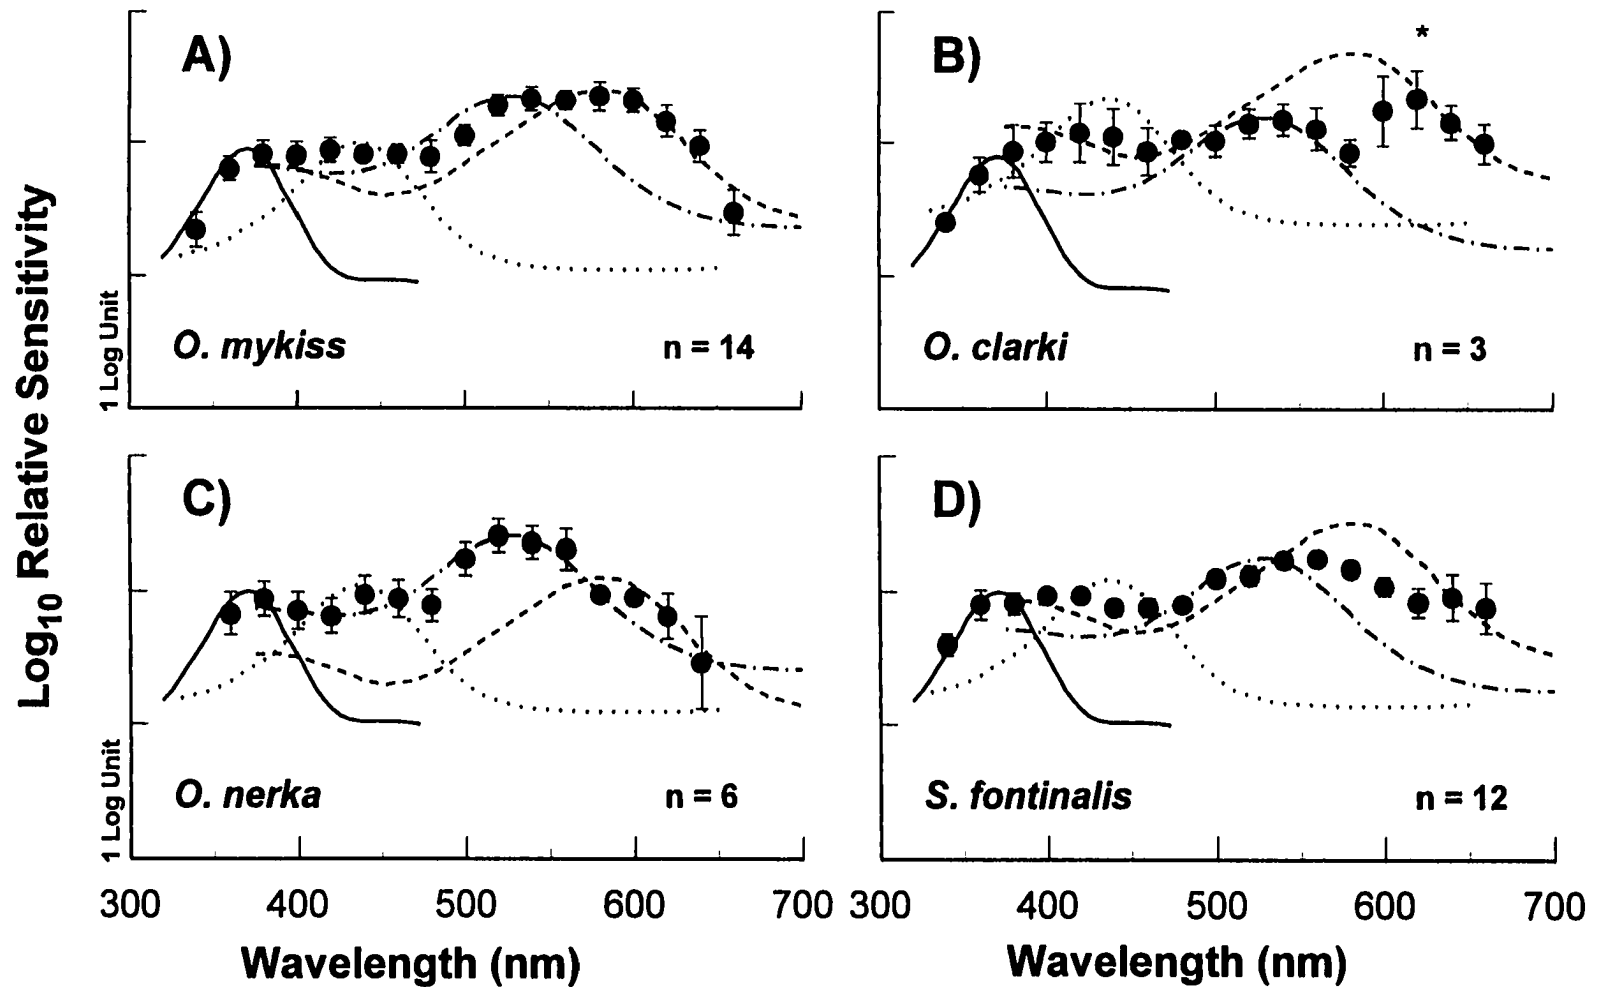 A)
B)
*
O. mykiss
n = 14
O. clarki
n = 3
C)
D)
O. nerka
n = 6
S. fontinalis
n = 12
Log10 Relative Sensitivity
1 Log Unit
1 Log Unit
300 400 500 600 700
300 400 500 600 700
Wavelength (nm)
Wavelength (nm)